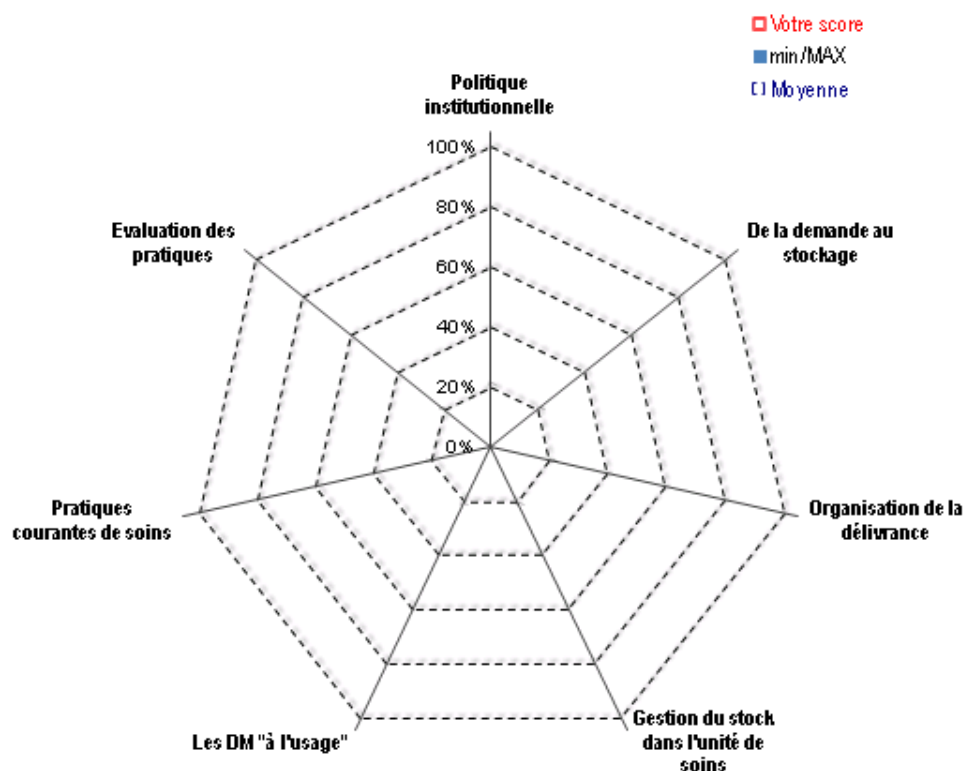 Votre score
min/MAX
Moyenne
Politique
institutionnelle
100%
80%
60%
40%
20%
0%
De la demande au
stockage
Organisation de la
délivrance
Gestion du stock
dans l'unité de
soins
Les DM "à l'usage"
Pratiques
courantes de soins
Evaluation des
pratiques